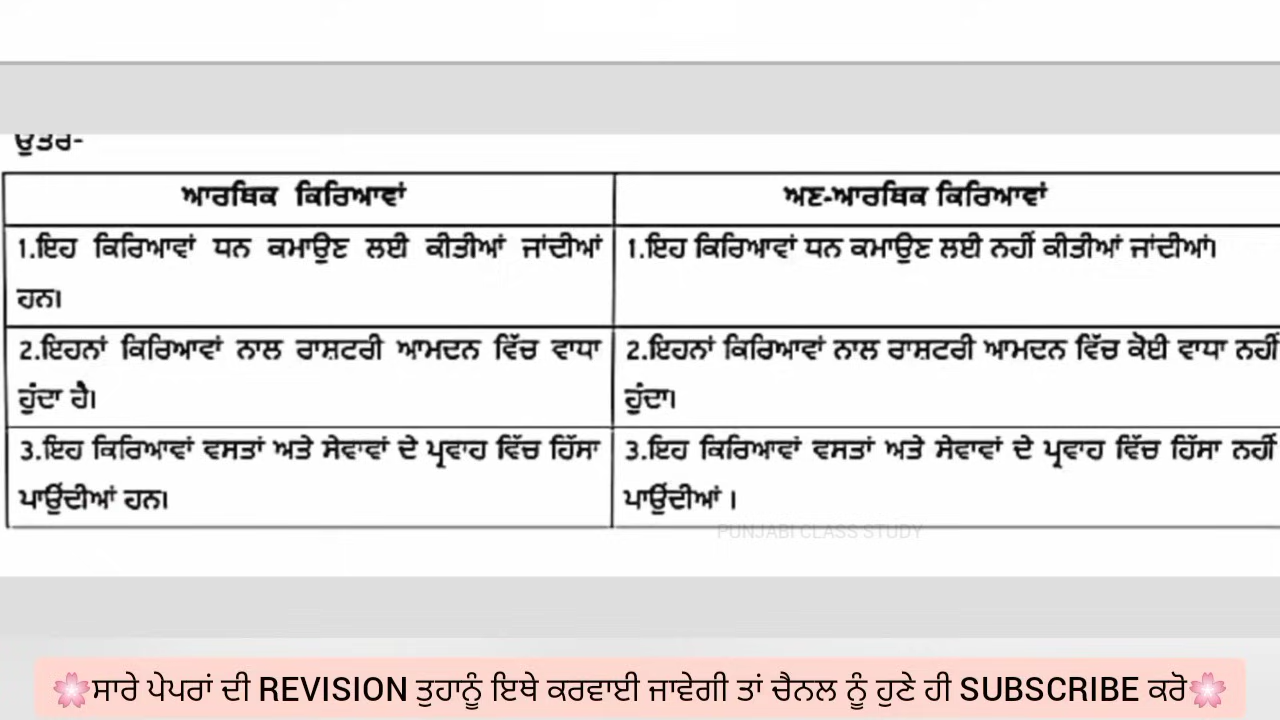 ਉੱਤਰ-
ਆਰਥਿਕ ਕਿਰਿਆਵਾਂ
ਅਣ-ਆਰਥਿਕ ਕਿਰਿਆਵਾਂ
1.ਇਹ ਕਿਰਿਆਵਾਂ ਧਨ ਕਮਾਉਣ ਲਈ ਕੀਤੀਆਂ ਜਾਂਦੀਆਂ
ਹਨ।
1.ਇਹ ਕਿਰਿਆਵਾਂ ਧਨ ਕਮਾਉਣ ਲਈ ਨਹੀਂ ਕੀਤੀਆਂ ਜਾਂਦੀਆਂ।
2.ਇਹਨਾਂ ਕਿਰਿਆਵਾਂ ਨਾਲ ਰਾਸ਼ਟਰੀ ਆਮਦਨ ਵਿੱਚ ਵਾਧਾ
ਹੁੰਦਾ ਹੈ।
2.ਇਹਨਾਂ ਕਿਰਿਆਵਾਂ ਨਾਲ ਰਾਸ਼ਟਰੀ ਆਮਦਨ ਵਿੱਚ ਕੋਈ ਵਾਧਾ ਨਹੀਂ
ਹੁੰਦਾ।
3.ਇਹ ਕਿਰਿਆਵਾਂ ਵਸਤਾਂ ਅਤੇ ਸੇਵਾਵਾਂ ਦੇ ਪ੍ਰਵਾਹ ਵਿੱਚ ਹਿੱਸਾ
ਪਾਉਂਦੀਆਂ ਹਨ।
3.ਇਹ ਕਿਰਿਆਵਾਂ ਵਸਤਾਂ ਅਤੇ ਸੇਵਾਵਾਂ ਦੇ ਪ੍ਰਵਾਹ ਵਿੱਚ ਹਿੱਸਾ ਨਹੀਂ
ਪਾਉਂਦੀਆਂ ।
PUNJABI CLASS STUDY
🌸ਸਾਰੇ ਪੇਪਰਾਂ ਦੀ REVISION ਤੁਹਾਨੂੰ ਇਥੇ ਕਰਵਾਈ ਜਾਵੇਗੀ ਤਾਂ ਚੈਨਲ ਨੂੰ ਹੁਣੇ ਹੀ SUBSCRIBE ਕਰੋ🌸